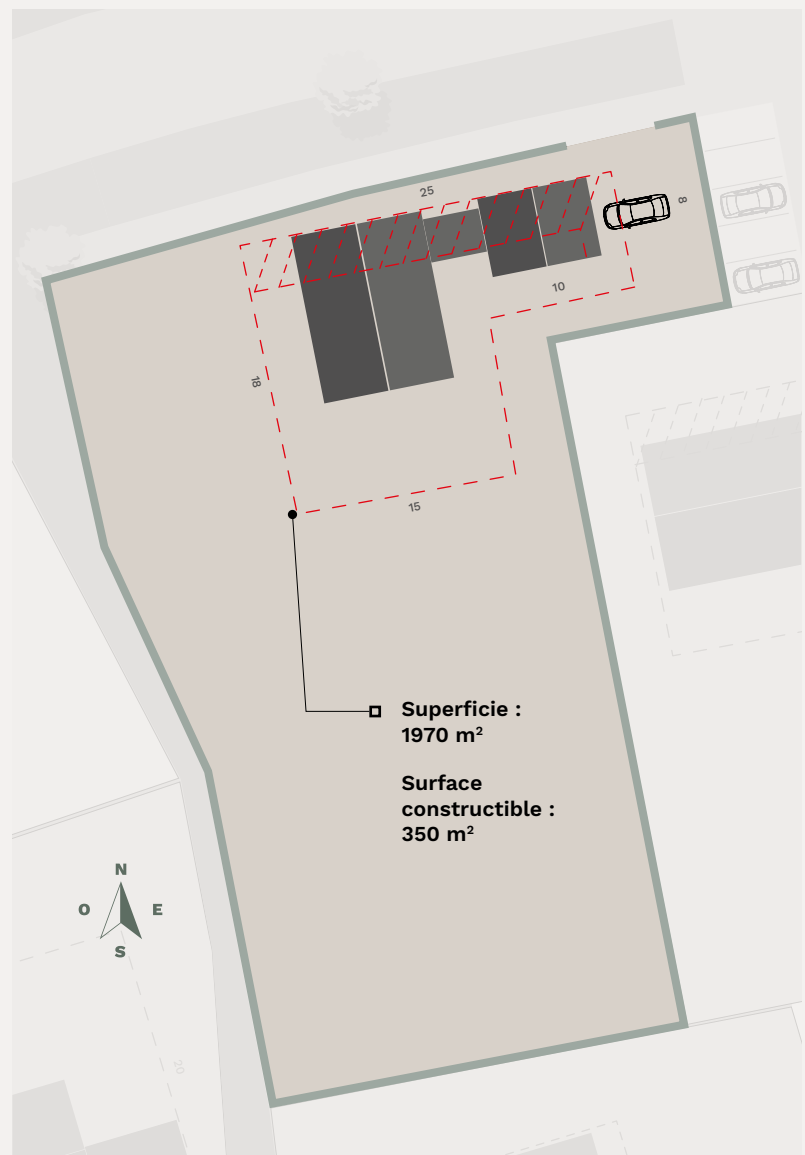 25
8
10
18
15
Superficie :
1970 m²
Surface
constructible :
350 m²
N
O E
S
20